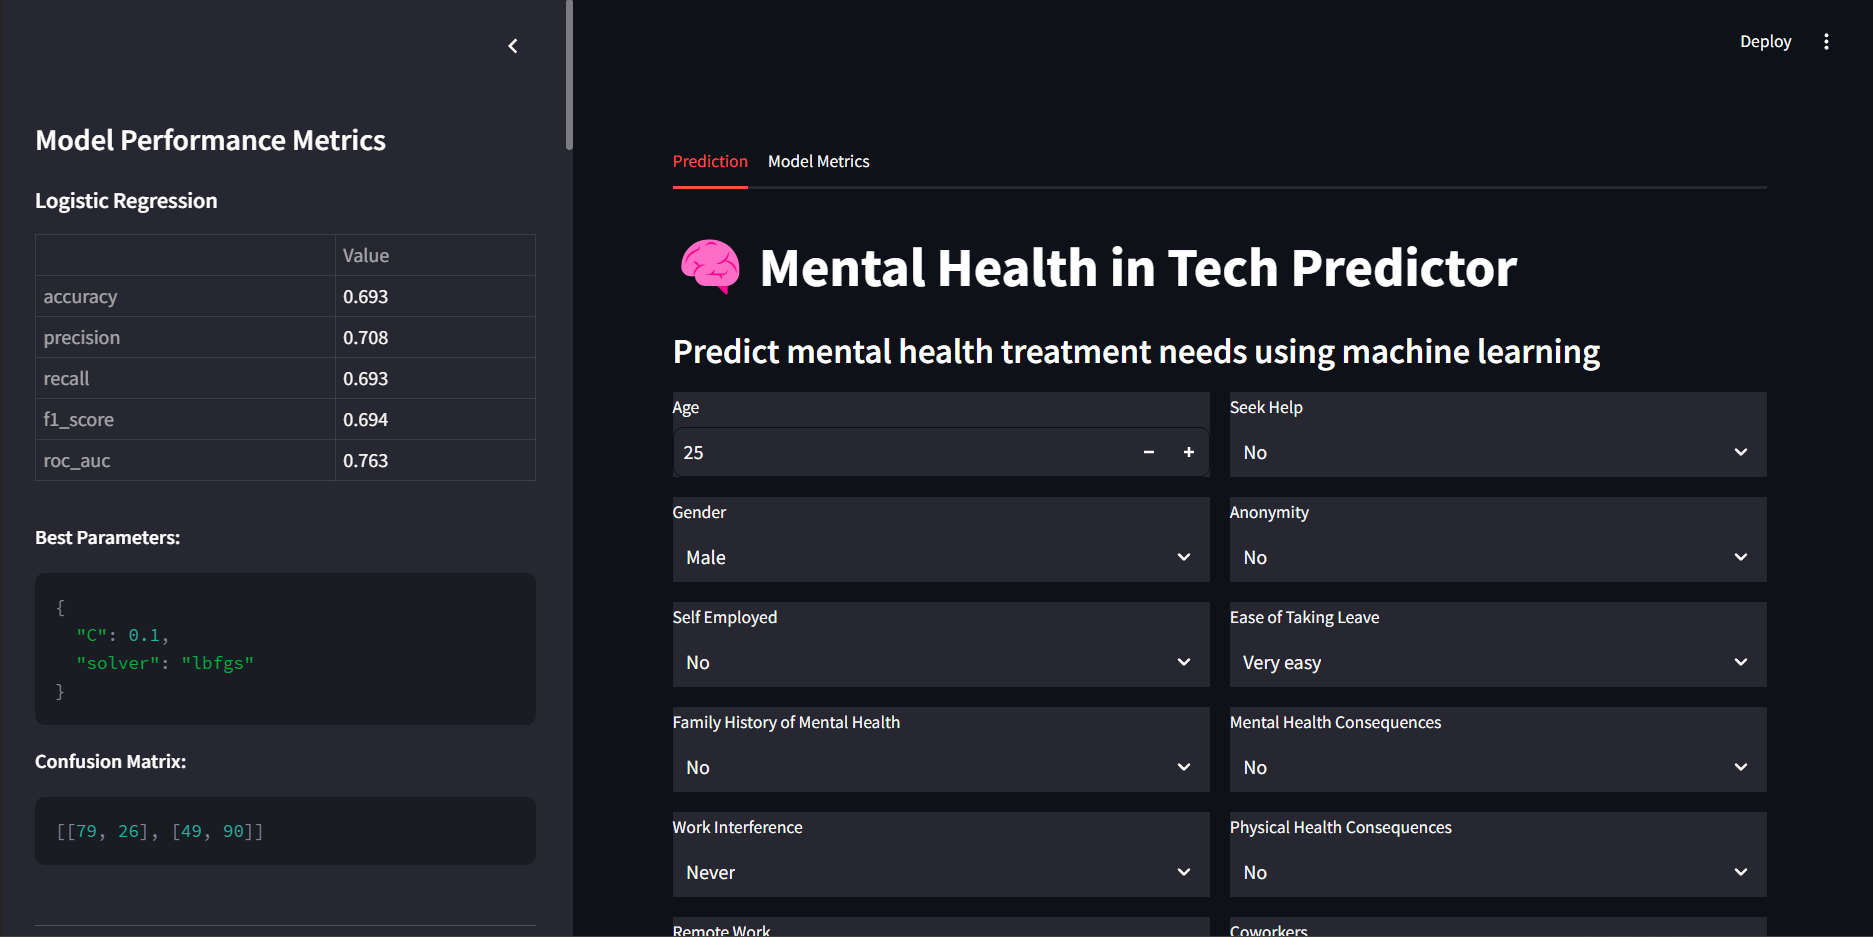 Deploy
Model Performance Metrics
Logistic Regression
Value
accuracy 0.693
precision 0.708
recall 0.693
f1_score 0.694
roc_auc 0.763
Best Parameters:
{
"C": 0.1,
"solver": "lbfgs"
}
Confusion Matrix:
[[79, 26], [49, 90]]
Prediction Model Metrics
Mental Health in Tech Predictor
Predict mental health treatment needs using machine learning
Age
25
Seek Help
No
Gender
Male
Anonymity
No
Self Employed
No
Ease of Taking Leave
Very easy
Family History of Mental Health
No
Mental Health Consequences
No
Work Interference
Never
Physical Health Consequences
No
Remote Work
Coworkers